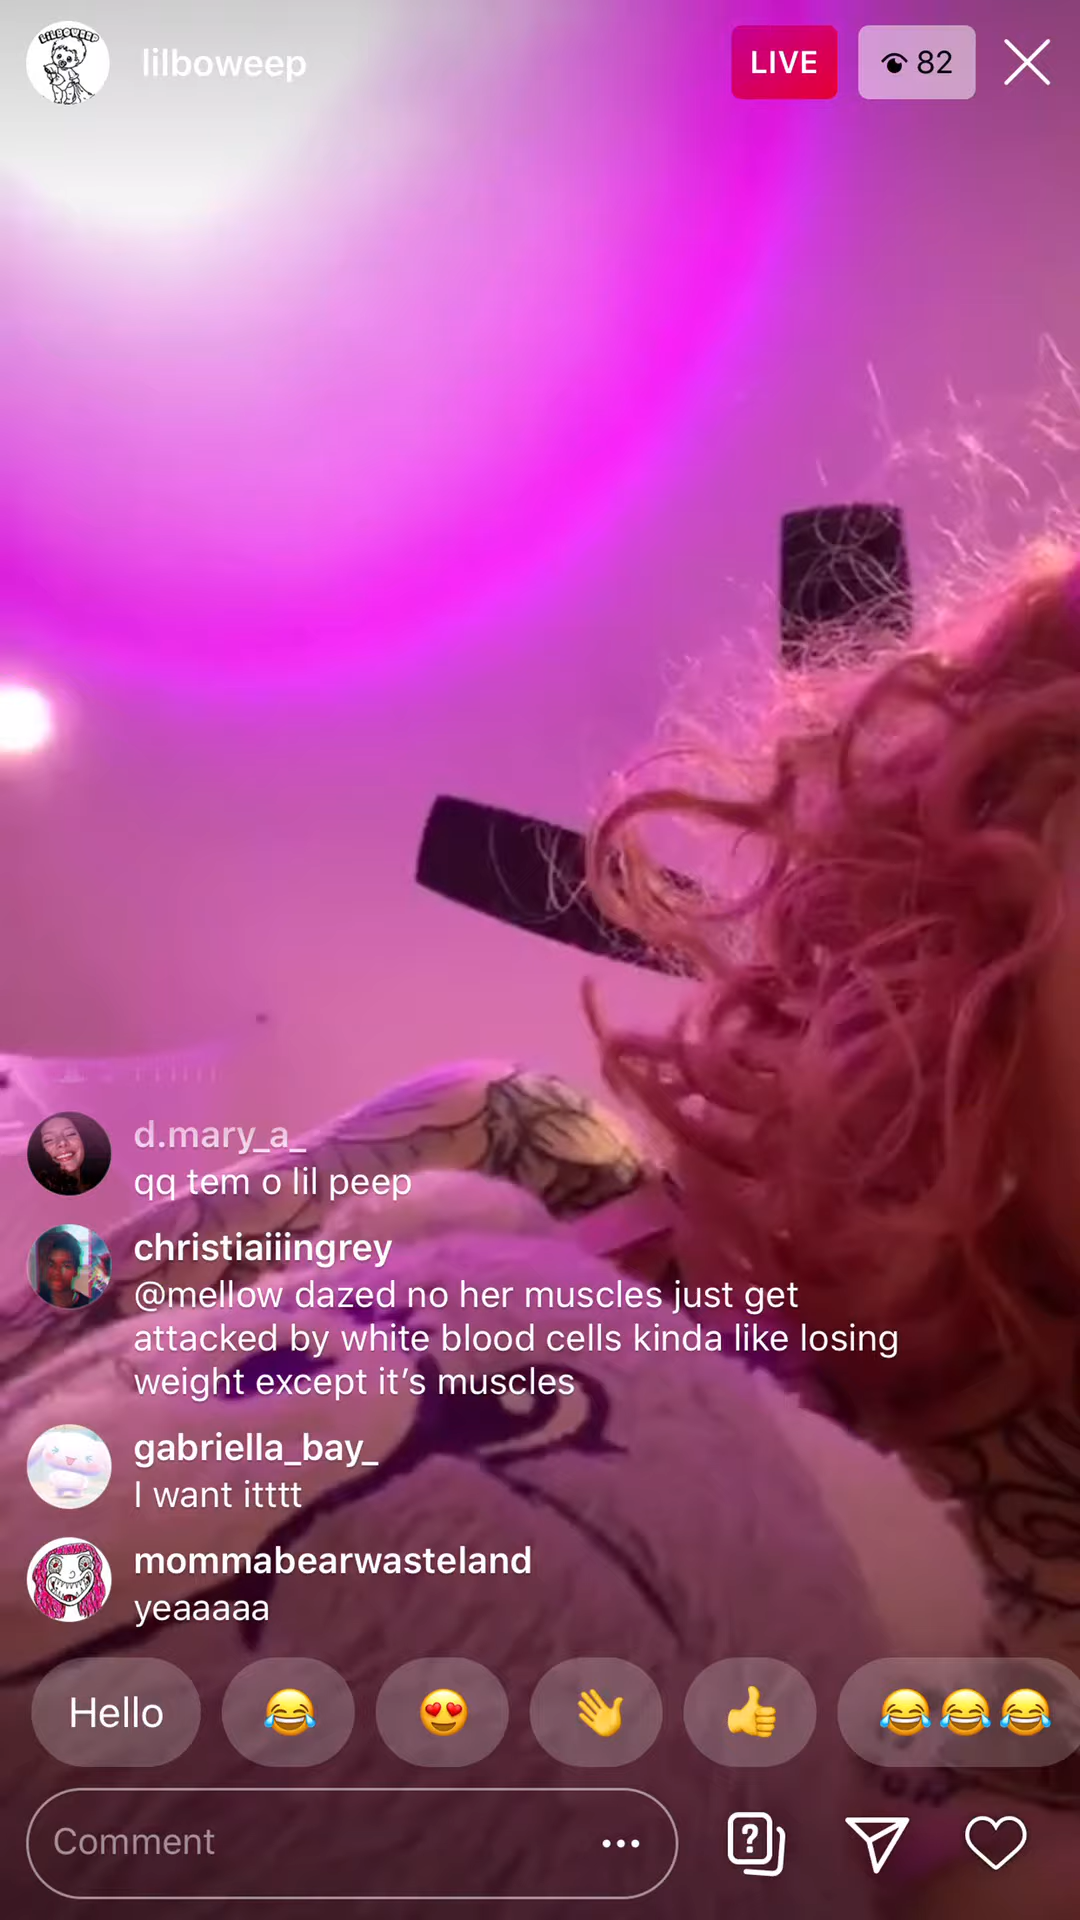 LILBOWEEP
lilboweep
LIVE
82
d.mary_a_
qq tem o lil peep
christiaiiingrey
@mellow dazed no her muscles just get
attacked by white blood cells kinda like losing
weight except it’s muscles
gabriella_bay_
I want itttt
mommabearwasteland
yeaaaaa
Hello
😂
😍
👋
👍
😂😂😂
Comment